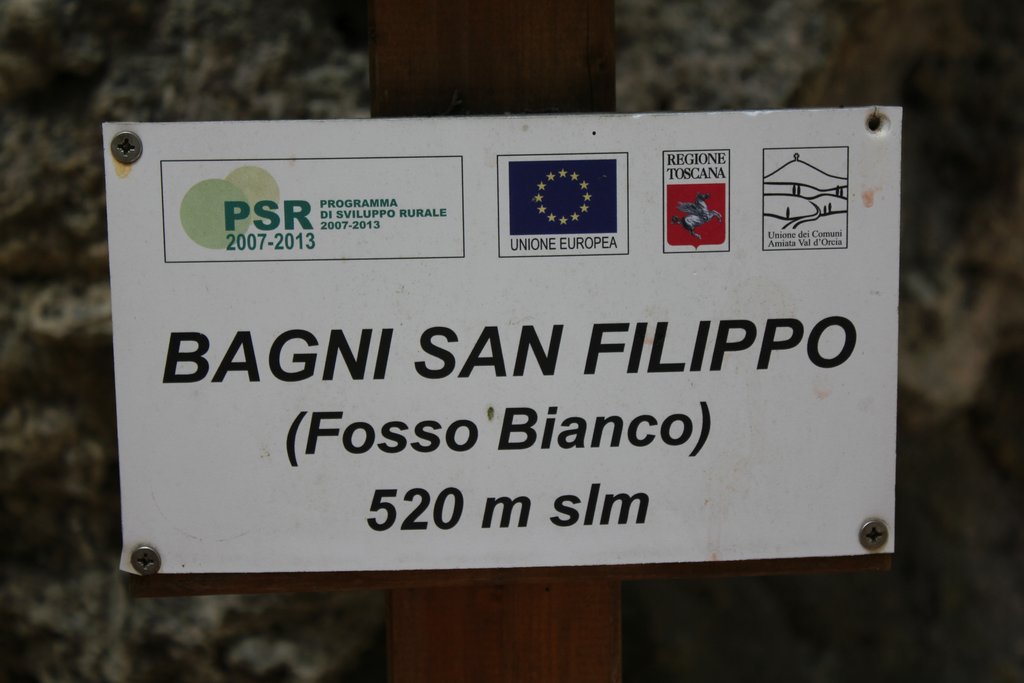 PSR
2007-2013
PROGRAMMA
DI SVILUPPO RURALE
2007-2013
UNIONE EUROPEA
REGIONE
TOSCANA
Unione dei Comuni
Amiata Val d'Orcia
BAGNI SAN FILIPPO
(Fosso Bianco)
520 m slm